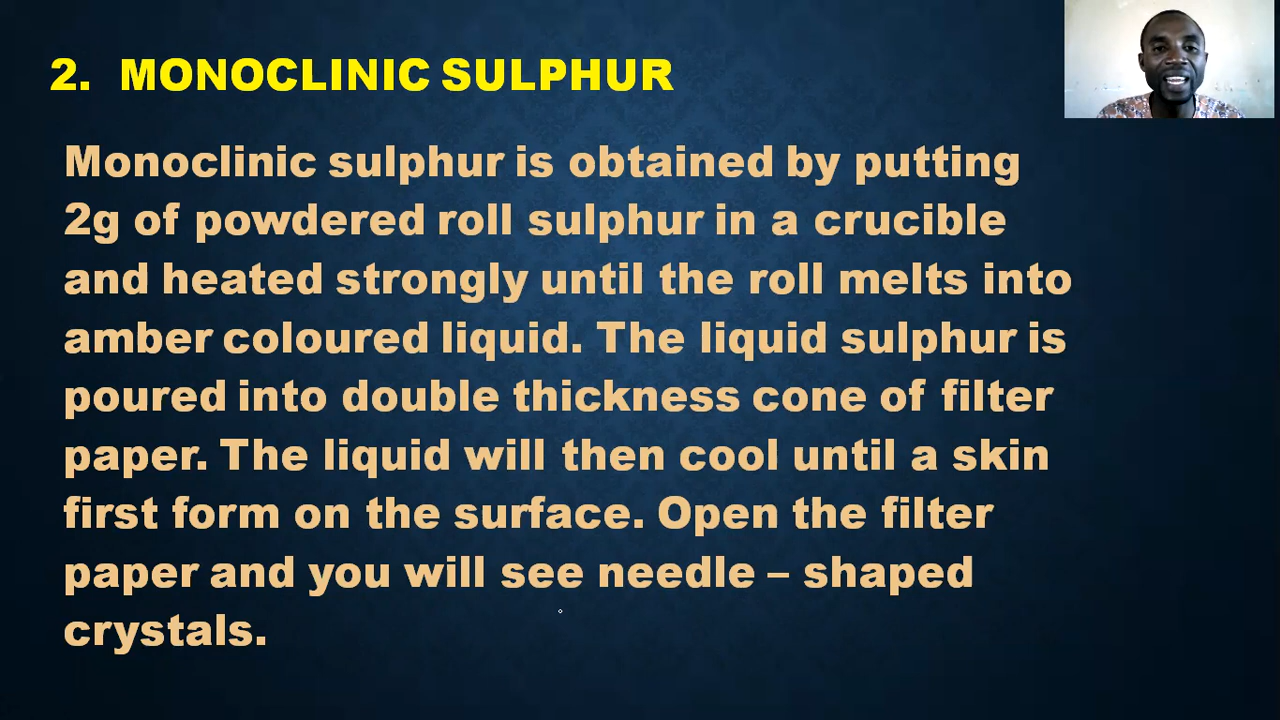 2. MONOCLINIC SULPHUR
Monoclinic sulphur is obtained by putting
2g of powdered roll sulphur in a crucible
and heated strongly until the roll melts into
amber coloured liquid. The liquid sulphur is
poured into double thickness cone of filter
paper. The liquid will then cool until a skin
first form on the surface. Open the filter
paper and you will see needle – shaped
crystals.